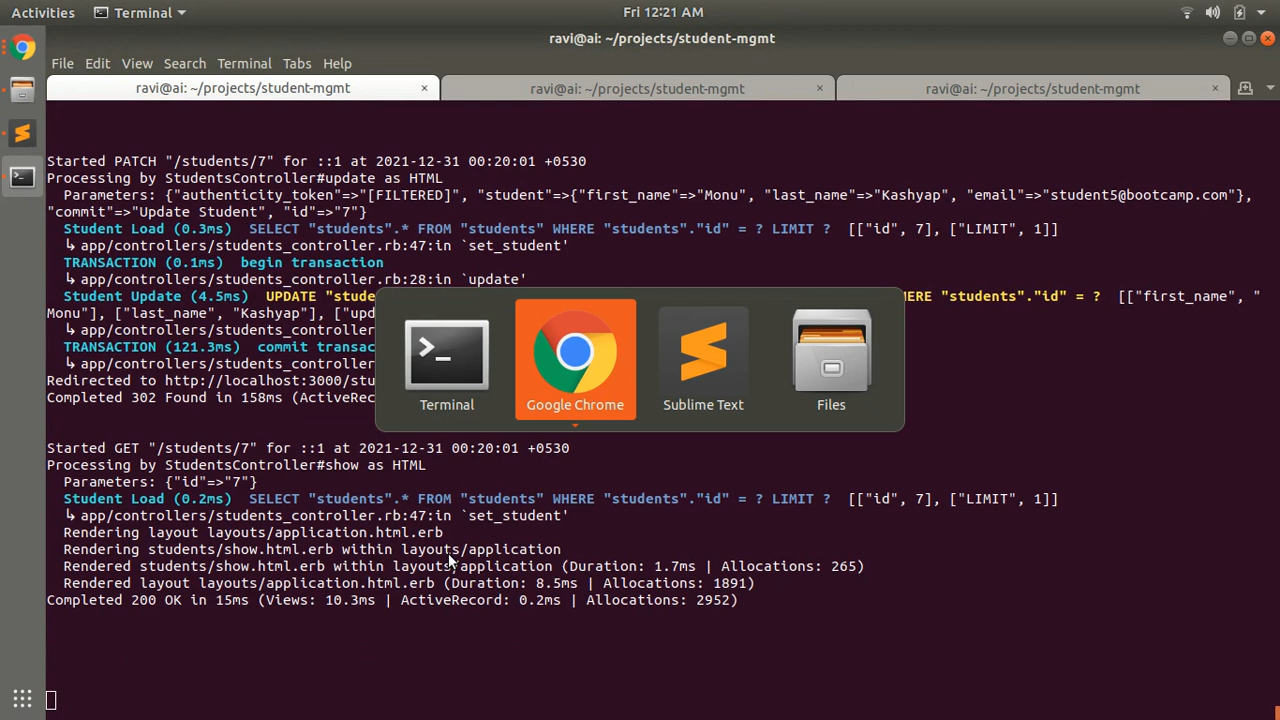 Activities Terminal Fri 12:21 AM
ravi@ai: ~/projects/student-mgmt
File Edit View Search Terminal Tabs Help
ravi@ai: ~/projects/student-mgmt × ravi@ai: ~/projects/student-mgmt × ravi@ai: ~/projects/student-mgmt ×
Started PATCH "/students/7" for ::1 at 2021-12-31 00:20:01 +0530
Processing by StudentsController#update as HTML
Parameters: {"authenticity_token"=>"[FILTERED]", "student"=>{"first_name"=>"Monu", "last_name"=>"Kashyap", "email"=>"student5@bootcamp.com"},
"commit"=>"Update Student", "id"=>"7"}
Student Load (0.3ms) SELECT "students".* FROM "students" WHERE "students"."id" = ? LIMIT ? [["id", 7], ["LIMIT", 1]]
↳ app/controllers/students_controller.rb:47:in `set_student'
TRANSACTION (0.1ms) begin transaction
↳ app/controllers/students_controller.rb:28:in `update'
Student Update (4.5ms) UPDATE "stude ERE "students"."id" = ? [["first_name", "
Monu"], ["last_name", "Kashyap"], ["upd
↳ app/controllers/students_controller
TRANSACTION (121.3ms) commit transac
↳ app/controllers/students_controller
Redirected to http://localhost:3000/stu
Completed 302 Found in 158ms (ActiveRec
Terminal Google Chrome Sublime Text Files
Started GET "/students/7" for ::1 at 2021-12-31 00:20:01 +0530
Processing by StudentsController#show as HTML
Parameters: {"id"=>"7"}
Student Load (0.2ms) SELECT "students".* FROM "students" WHERE "students"."id" = ? LIMIT ? [["id", 7], ["LIMIT", 1]]
↳ app/controllers/students_controller.rb:47:in `set_student'
Rendering layout layouts/application.html.erb
Rendering students/show.html.erb within layouts/application
Rendered students/show.html.erb within layouts/application (Duration: 1.7ms | Allocations: 265)
Rendered layout layouts/application.html.erb (Duration: 8.5ms | Allocations: 1891)
Completed 200 OK in 15ms (Views: 10.3ms | ActiveRecord: 0.2ms | Allocations: 2952)